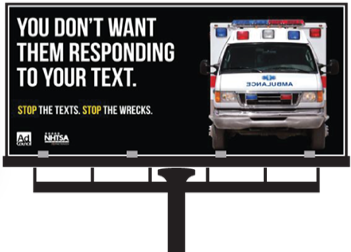 YOU DON'T WANT
THEM RESPONDING
TO YOUR TEXT.
STOP THE TEXTS. STOP THE WRECKS.
AMBULANCE
Ad
Council
NHTSA